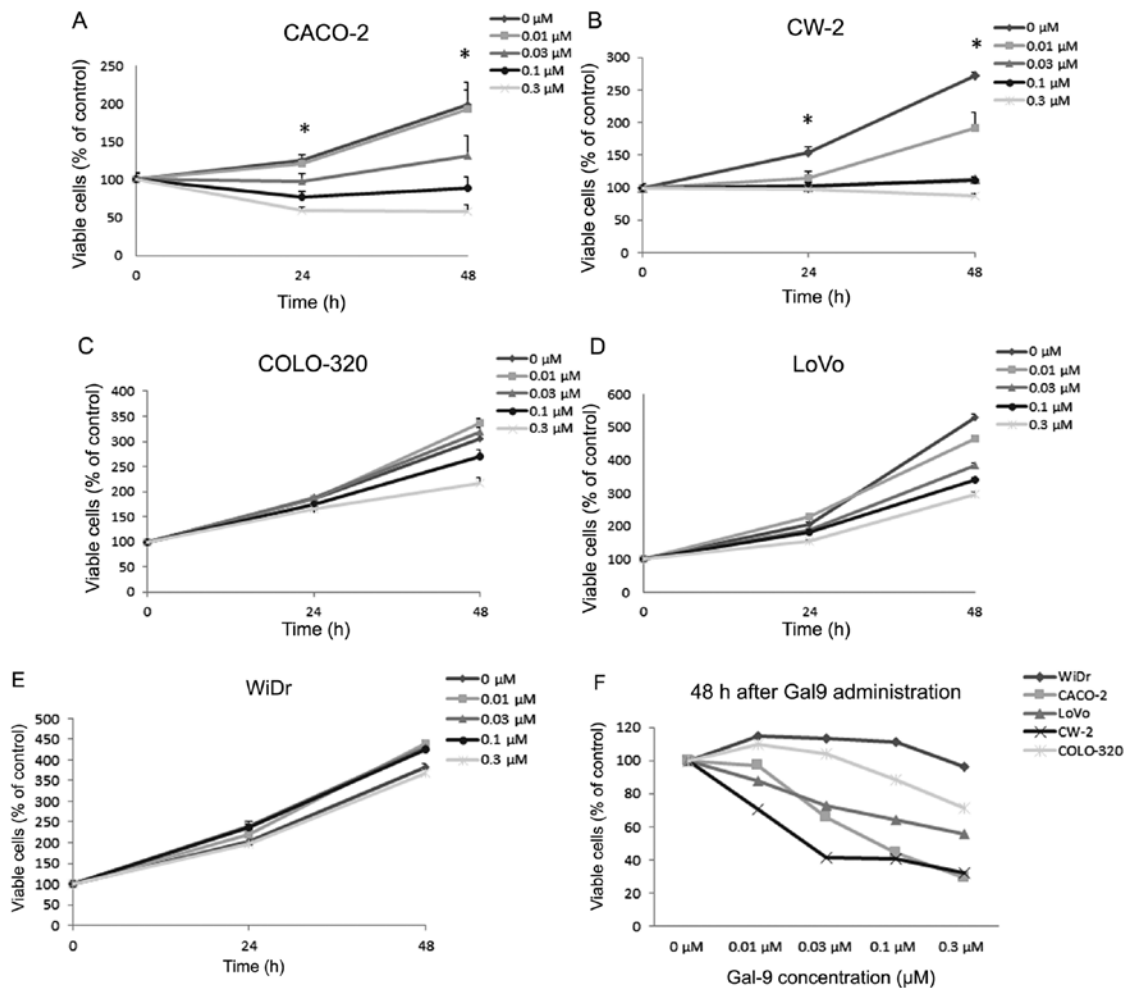 A
CACO-2
0 µM
0.01 µM
0.03 µM
0.1 µM
0.3 µM
*
*
Viable cells (% of control)
250
200
150
100
50
0
0
24
48
Time (h)
B
CW-2
0 µM
0.01 µM
0.03 µM
0.1 µM
0.3 µM
*
*
Viable cells (% of control)
300
250
200
150
100
50
0
0
24
48
Time (h)
C
COLO-320
0 µM
0.01 µM
0.03 µM
0.1 µM
0.3 µM
Viable cells (% of control)
400
350
300
250
200
150
100
50
0
0
24
48
Time (h)
D
LoVo
0 µM
0.01 µM
0.03 µM
0.1 µM
0.3 µM
Viable cells (% of control)
600
500
400
300
200
100
0
0
24
48
Time (h)
E
WiDr
0 µM
0.01 µM
0.03 µM
0.1 µM
0.3 µM
Viable cells (% of control)
500
450
400
350
300
250
200
150
100
50
0
0
24
48
Time (h)
F
48 h after Gal9 administration
WiDr
CACO-2
LoVo
CW-2
COLO-320
Viable cells (% of control)
120
100
80
60
40
20
0
0 µM
0.01 µM
0.03 µM
0.1 µM
0.3 µM
Gal-9 concentration (µM)